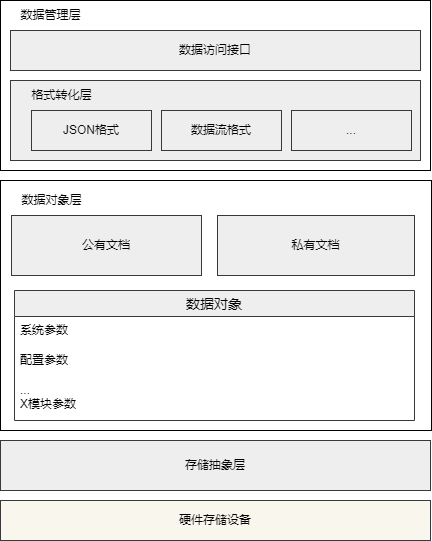 数据管理层
数据访问接口
格式转化层
JSON格式
数据流格式
...
数据对象层
公有文档
私有文档
数据对象
系统参数
配置参数
...
X模块参数
存储抽象层
硬件存储设备